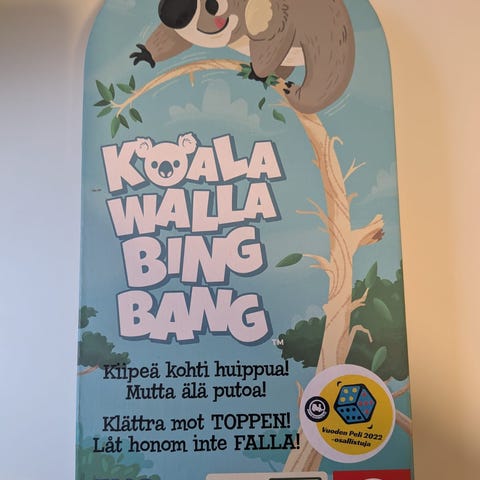 KOALA
WALLA
BING
BANG
TM
Kiipeä kohti huippua!
Mutta älä putoa!
Klättra mot TOPPEN!
Låt honom inte FALLA!
Vuoden Peli 2022
-osallistuja